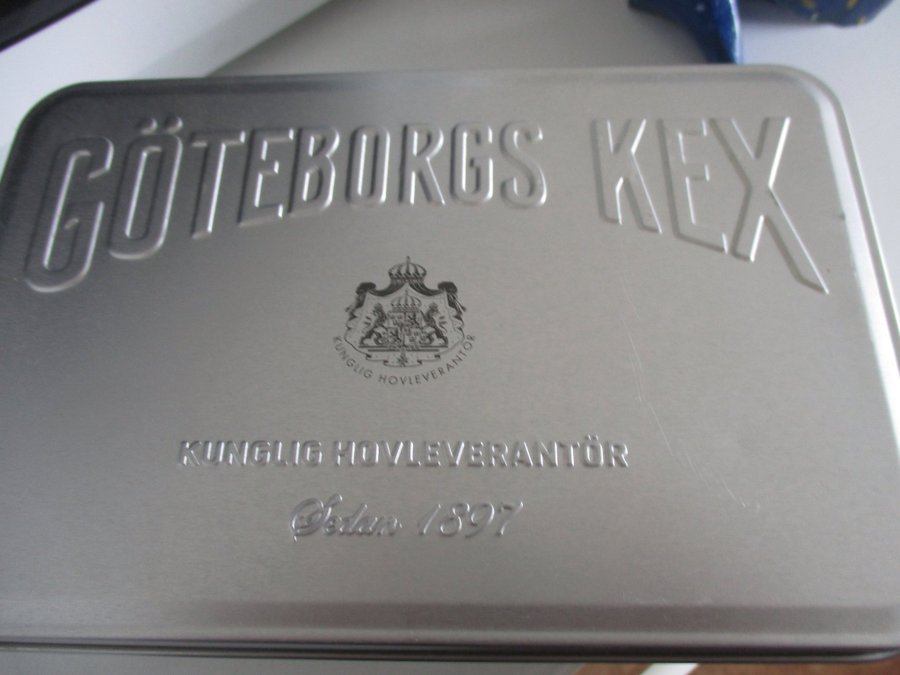 GÖTEBORGS KEX
KUNGLIG HOVLEVERANTÖR
KUNGLIG HOVLEVERANTÖR
Sedan 1897